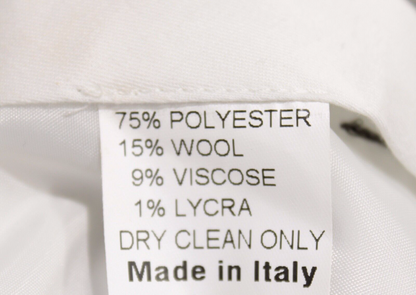 75% POLYESTER
15% WOOL
9% VISCOSE
1% LYCRA
DRY CLEAN ONLY
Made in Italy